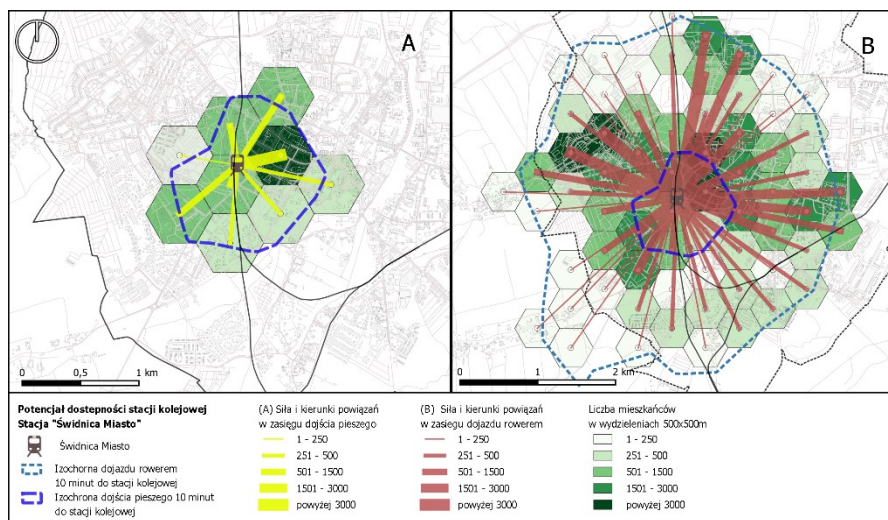 A
B
0 0,5 1 km
0 1 2 km
Potencjał dostępności stacji kolejowej
Stacja "Świdnica Miasto"
Świdnica Miasto
Izochorna dojazdu rowerem
10 minut do stacji kolejowej
Izochrona dojścia pieszego 10 minut
do stacji kolejowej
(A) Siła i kierunki powiązań
w zasięgu dojścia pieszego
1 - 250
251 - 500
501 - 1500
1501 - 3000
powyżej 3000
(B) Siła i kierunki powiązań
w zasięgu dojazdu rowerem
1 - 250
251 - 500
501 - 1500
1501 - 3000
powyżej 3000
Liczba mieszkańców
w wydzieleniach 500x500m
1 - 250
251 - 500
501 - 1500
1501 - 3000
powyżej 3000